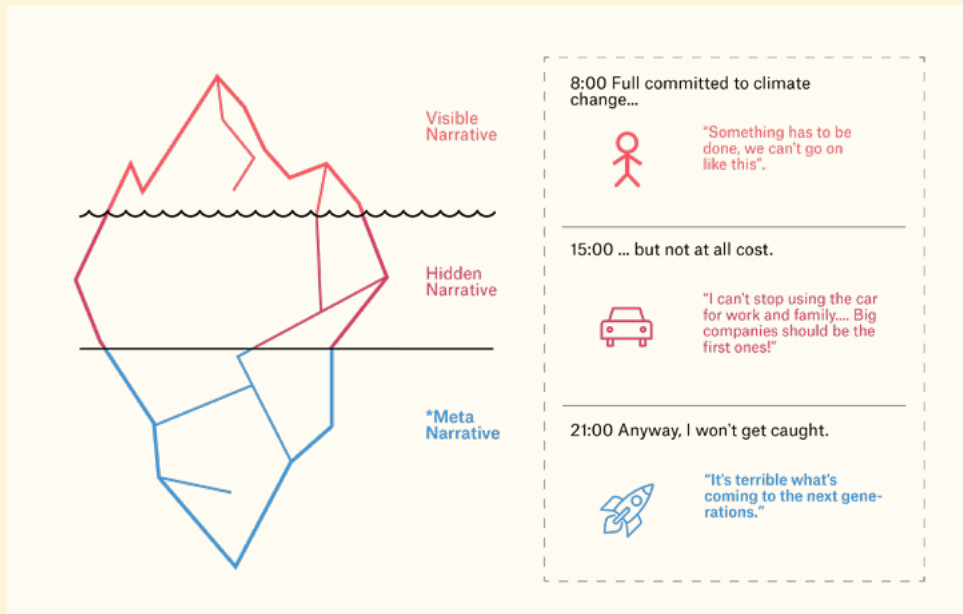 Visible
Narrative
Hidden
Narrative
*Meta
Narrative
8:00 Full committed to climate
change...
“Something has to be
done, we can't go on
like this”.
15:00 ... but not at all cost.
“I can't stop using the car
for work and family.... Big
companies should be the
first ones!”
21:00 Anyway, I won't get caught.
“It's terrible what's
coming to the next gene-
rations.”